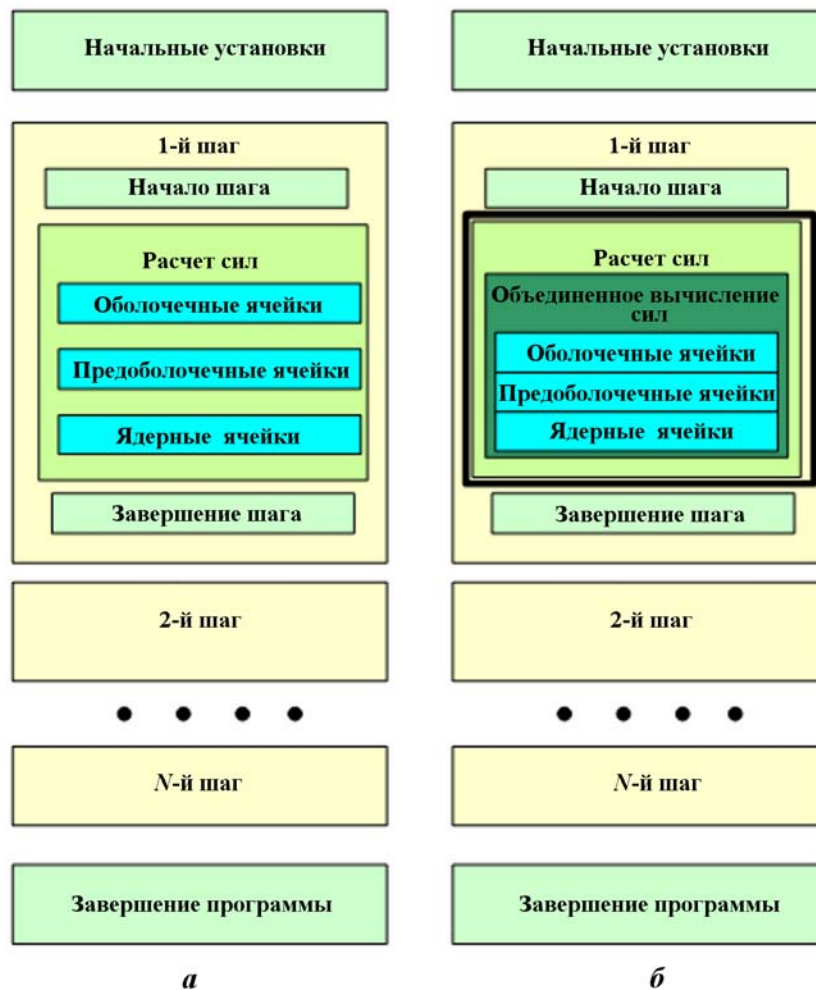 Начальные установки
1-й шаг
Начало шага
Расчет сил
Оболочечные ячейки
Предоболочечные ячейки
Ядерные ячейки
Завершение шага
2-й шаг
N-й шаг
Завершение программы
а
Начальные установки
1-й шаг
Начало шага
Расчет сил
Объединенное вычисление
сил
Оболочечные ячейки
Предоболочечные ячейки
Ядерные ячейки
Завершение шага
2-й шаг
N-й шаг
Завершение программы
б